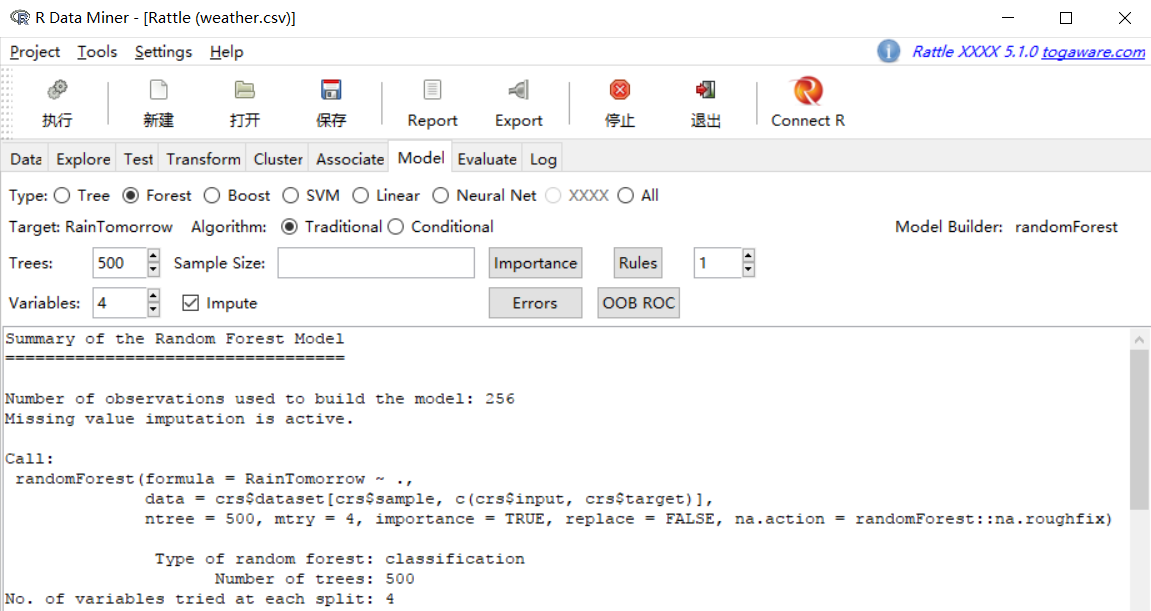 R Data Miner - [Rattle (weather.csv)]
Project Tools Settings Help Rattle XXXX 5.1.0 togaware.com
执行 新建 打开 保存 Report Export 停止 退出 Connect R
Data Explore Test Transform Cluster Associate Model Evaluate Log
Type: Tree Forest Boost SVM Linear Neural Net XXXX All
Target: RainTomorrow Algorithm: Traditional Conditional Model Builder: randomForest
Trees: 500 Sample Size: Importance Rules 1
Variables: 4 Impute Errors OOB ROC
Summary of the Random Forest Model
==================================
Number of observations used to build the model: 256
Missing value imputation is active.
Call:
randomForest(formula = RainTomorrow ~ .,
data = crs$dataset[crs$sample, c(crs$input, crs$target)],
ntree = 500, mtry = 4, importance = TRUE, replace = FALSE, na.action = randomForest::na.roughfix)
Type of random forest: classification
Number of trees: 500
No. of variables tried at each split: 4